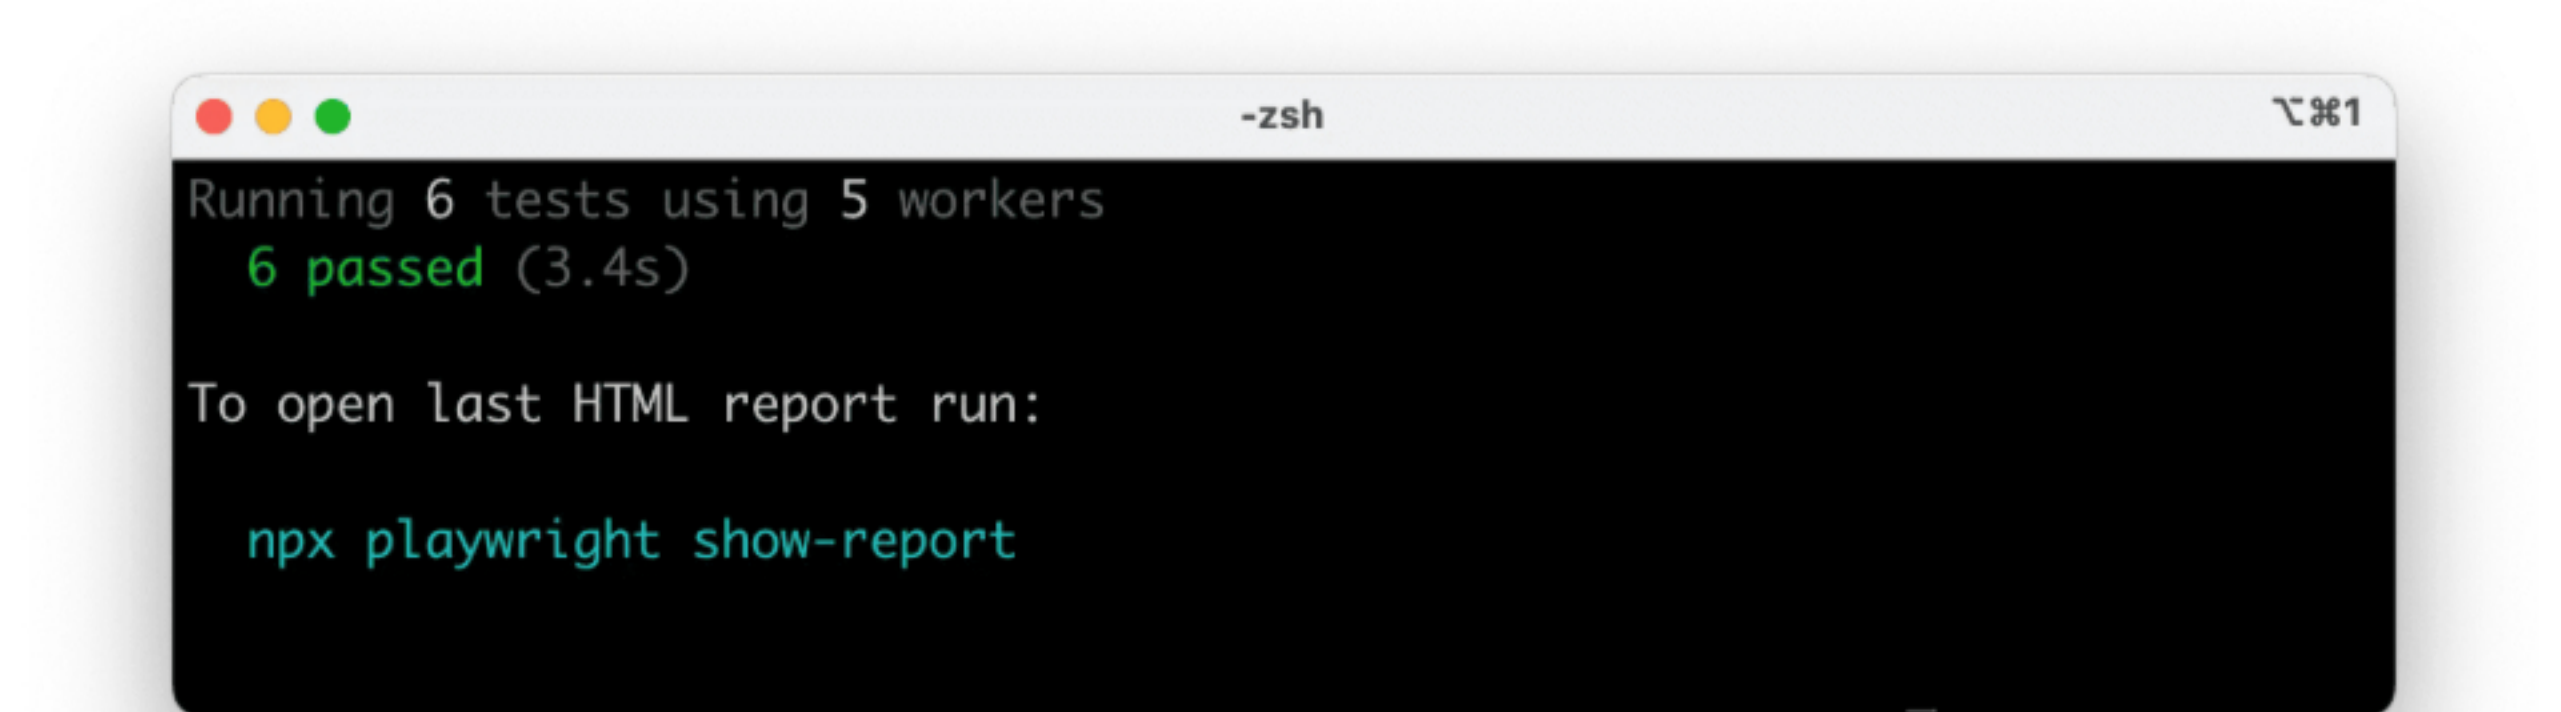 -zsh ⌥⌘1
Running 6 tests using 5 workers
6 passed (3.4s)
To open last HTML report run:
npx playwright show-report